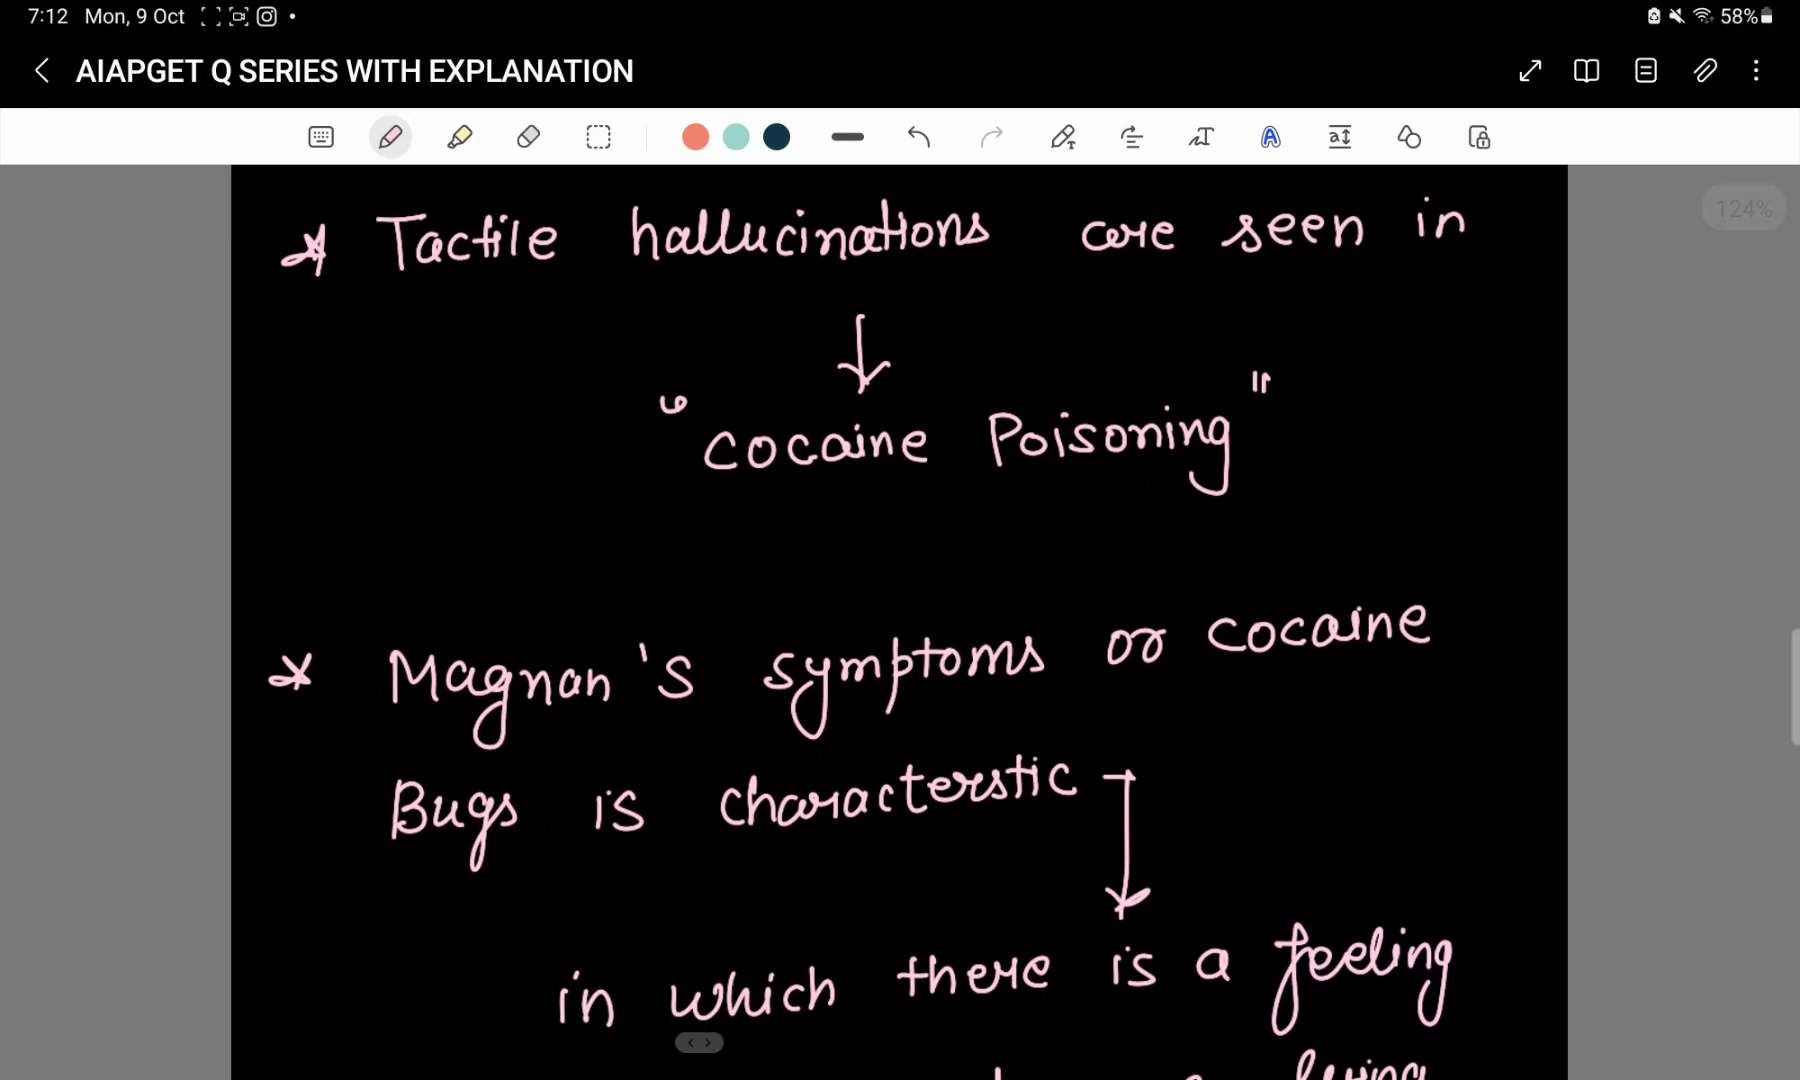 7:12 Mon, 9 Oct
58%
AIAPGET Q SERIES WITH EXPLANATION
124%
* Tactile hallucinations are seen in
"cocaine Poisoning"
* Magnan's symptoms or cocaine
Bugs is characterstic
in which there is a feeling